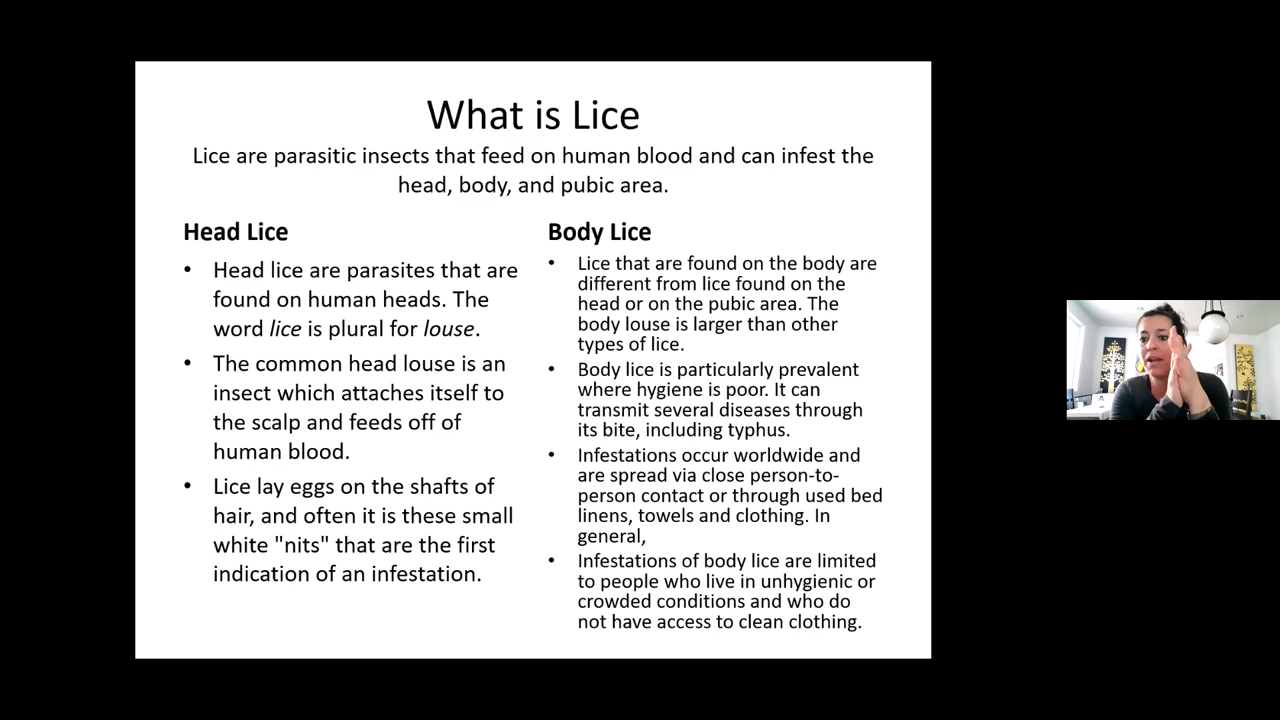 What is Lice
Lice are parasitic insects that feed on human blood and can infest the
head, body, and pubic area.
Head Lice
• Head lice are parasites that are
found on human heads. The
word lice is plural for louse.
• The common head louse is an
insect which attaches itself to
the scalp and feeds off of
human blood.
• Lice lay eggs on the shafts of
hair, and often it is these small
white "nits" that are the first
indication of an infestation.
Body Lice
• Lice that are found on the body are
different from lice found on the
head or on the pubic area. The
body louse is larger than other
types of lice.
• Body lice is particularly prevalent
where hygiene is poor. It can
transmit several diseases through
its bite, including typhus.
• Infestations occur worldwide and
are spread via close person-to-
person contact or through used bed
linens, towels and clothing. In
general,
• Infestations of body lice are limited
to people who live in unhygienic or
crowded conditions and who do
not have access to clean clothing.